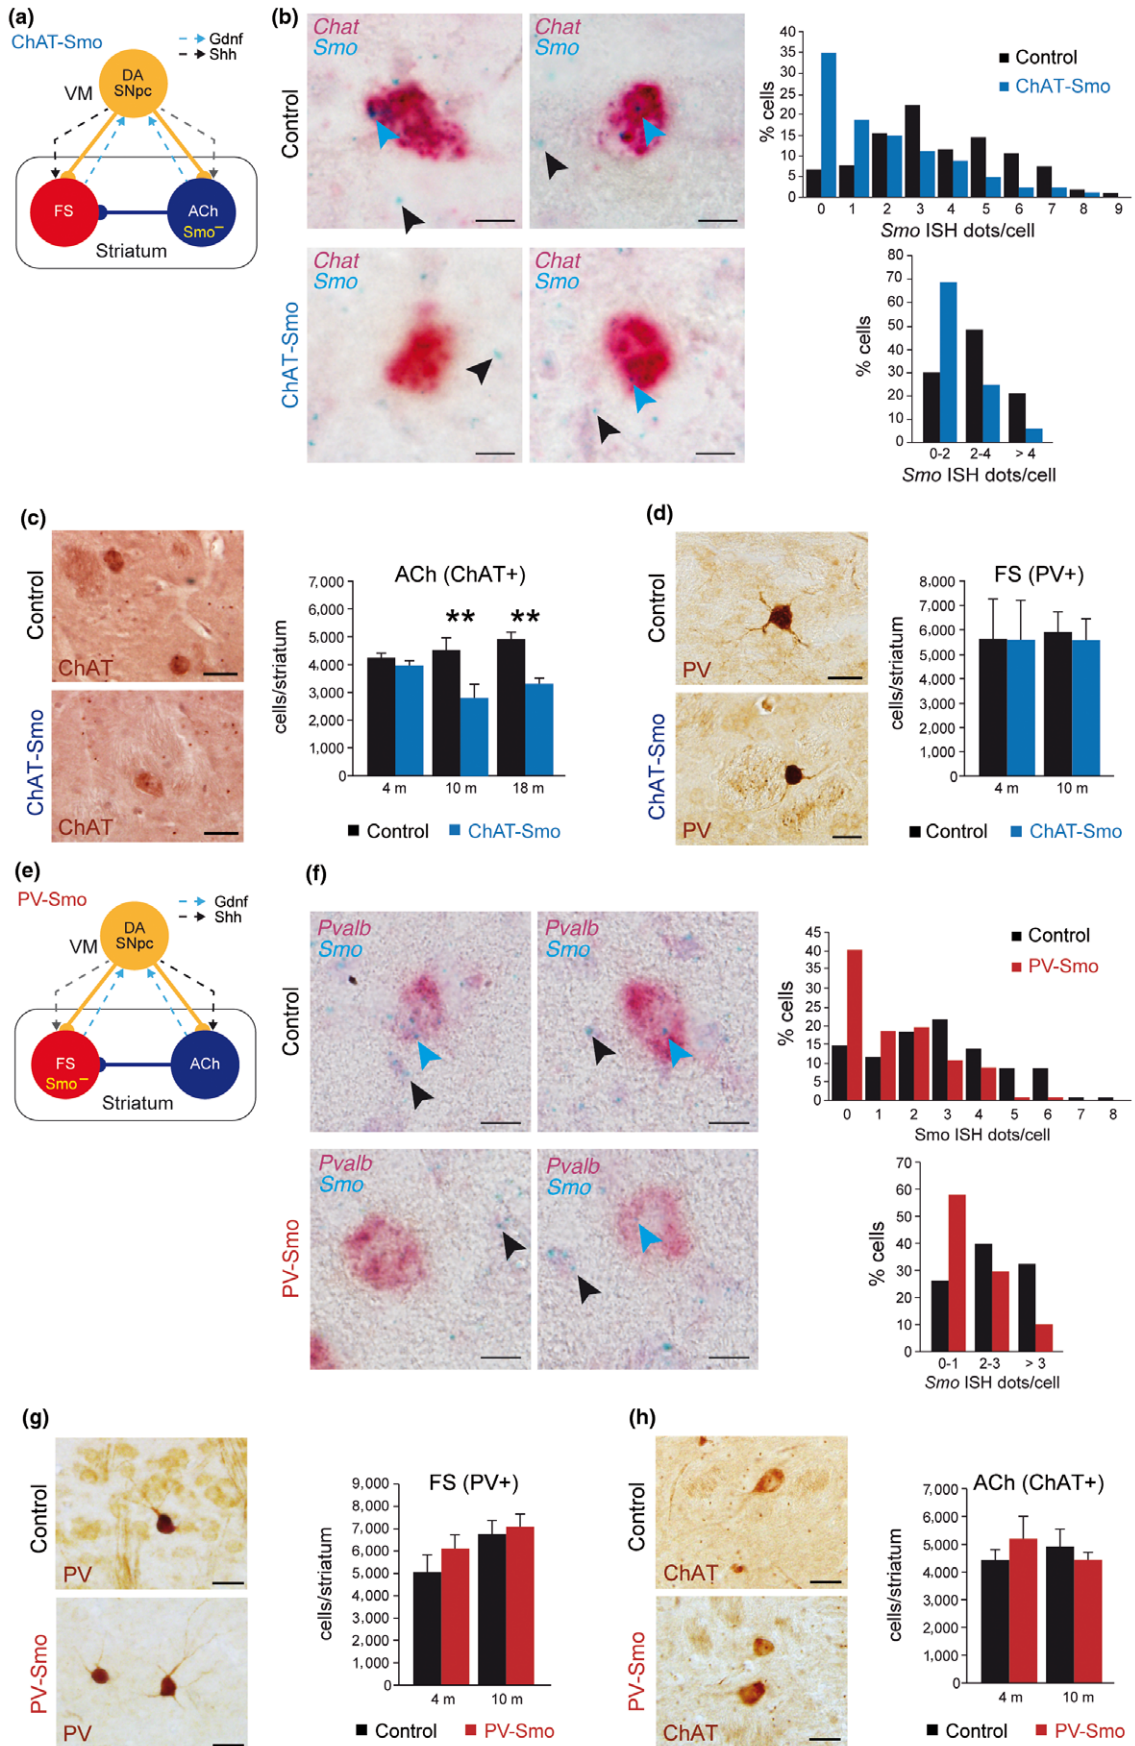 (a)
ChAT-Smo
Gdnf
Shh
DA
SNpc
VM
FS
ACh
Smo–
Striatum
(b)
Control
Chat
Smo
Chat
Smo
ChAT-Smo
Chat
Smo
Chat
Smo
40
35
30
25
20
15
10
5
0
% cells
Control
ChAT-Smo
0 1 2 3 4 5 6 7 8 9
Smo ISH dots/cell
80
70
60
50
40
30
20
10
0
% cells
0-2 2-4 > 4
Smo ISH dots/cell
(c)
Control
ChAT
ChAT-Smo
ChAT
ACh (ChAT+)
7,000
6,000
5,000
4,000
3,000
2,000
1,000
0
cells/striatum
** **
4 m 10 m 18 m
Control ChAT-Smo
(d)
Control
PV
ChAT-Smo
PV
FS (PV+)
8,000
7,000
6,000
5,000
4,000
3,000
2,000
1,000
0
cells/striatum
4 m 10 m
Control ChAT-Smo
(e)
PV-Smo
Gdnf
Shh
DA
SNpc
VM
FS
Smo–
ACh
Striatum
(f)
Control
Pvalb
Smo
Pvalb
Smo
PV-Smo
Pvalb
Smo
Pvalb
Smo
45
40
35
30
25
20
15
10
5
0
% cells
Control
PV-Smo
0 1 2 3 4 5 6 7 8
Smo ISH dots/cell
70
60
50
40
30
20
10
0
% cells
0-1 2-3 > 3
Smo ISH dots/cell
(g)
Control
PV
PV-Smo
PV
FS (PV+)
9,000
8,000
7,000
6,000
5,000
4,000
3,000
2,000
1,000
0
cells/striatum
4 m 10 m
Control PV-Smo
(h)
Control
ChAT
PV-Smo
ChAT
ACh (ChAT+)
7,000
6,000
5,000
4,000
3,000
2,000
1,000
0
cells/striatum
4 m 10 m
Control PV-Smo